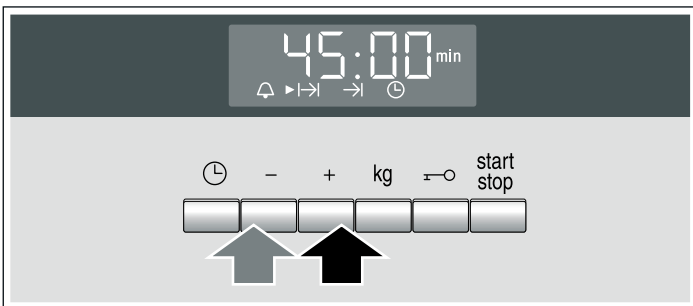 45:00 min
− + kg start stop